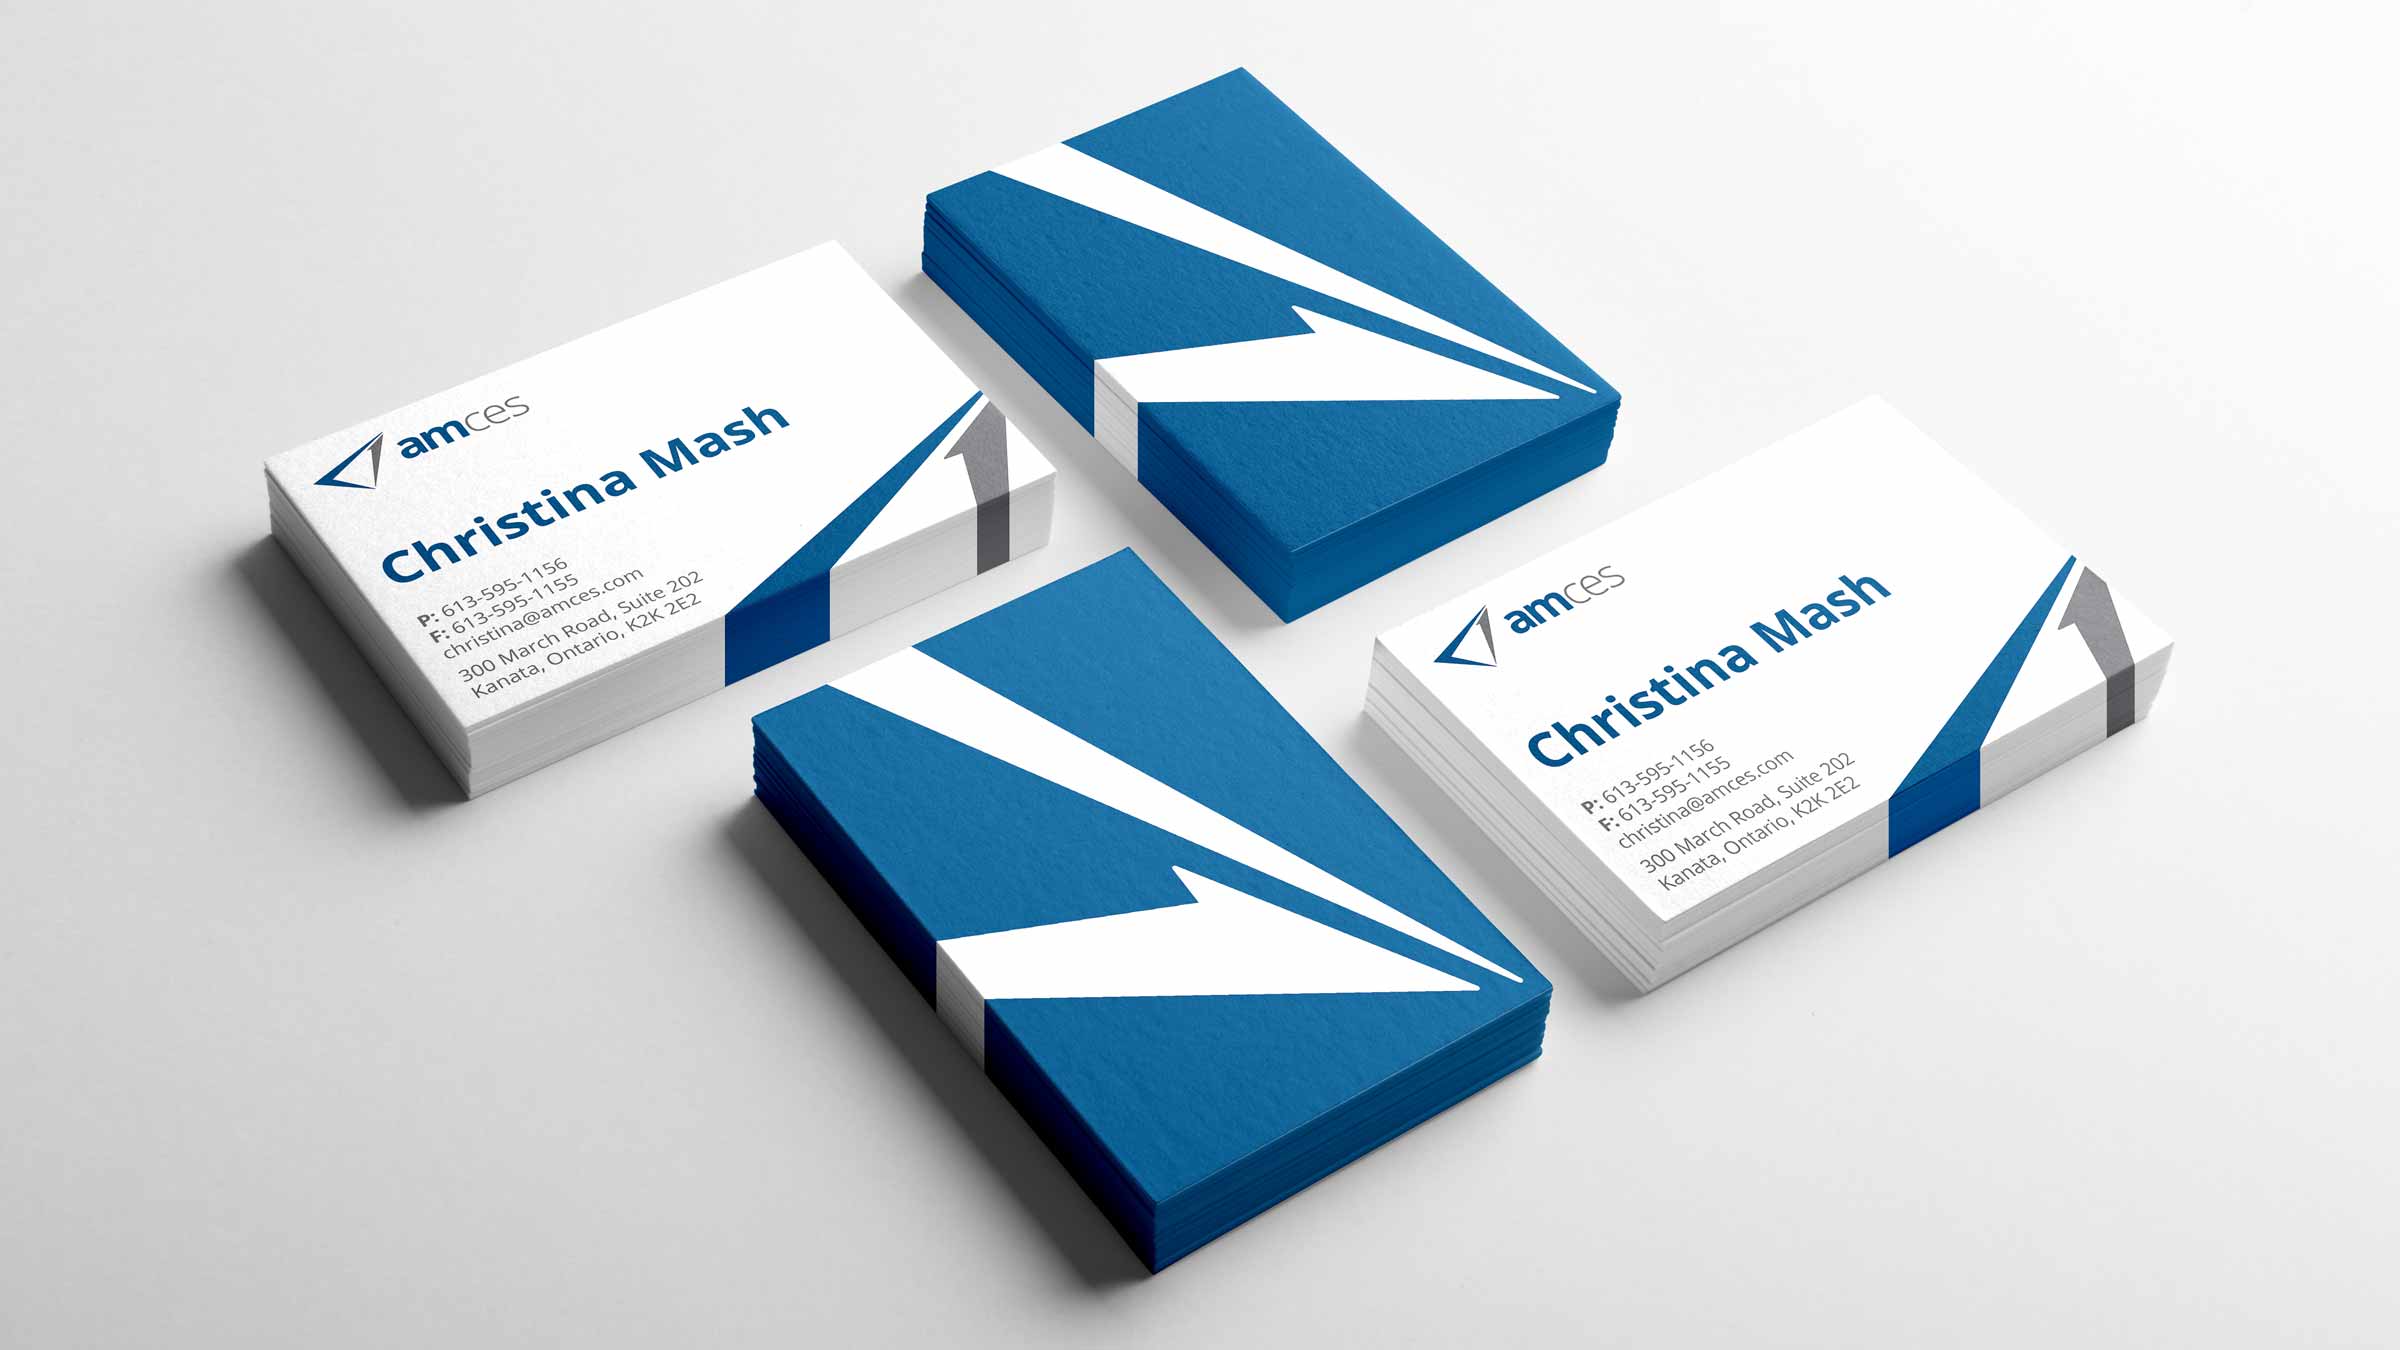 amces
Christina Mash
P: 613-595-1156
F: 613-595-1155
christina@amces.com
300 March Road, Suite 202
Kanata, Ontario, K2K 2E2
amces
Christina Mash
P: 613-595-1156
F: 613-595-1155
christina@amces.com
300 March Road, Suite 202
Kanata, Ontario, K2K 2E2